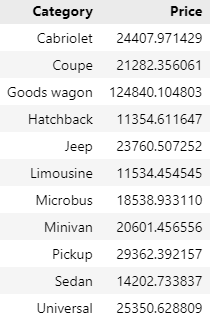 Category Price
Cabriolet 24407.971429
Coupe 21282.356061
Goods wagon 124840.104803
Hatchback 11354.611647
Jeep 23760.507252
Limousine 11534.454545
Microbus 18538.933110
Minivan 20601.456556
Pickup 29362.392157
Sedan 14202.733837
Universal 25350.628809